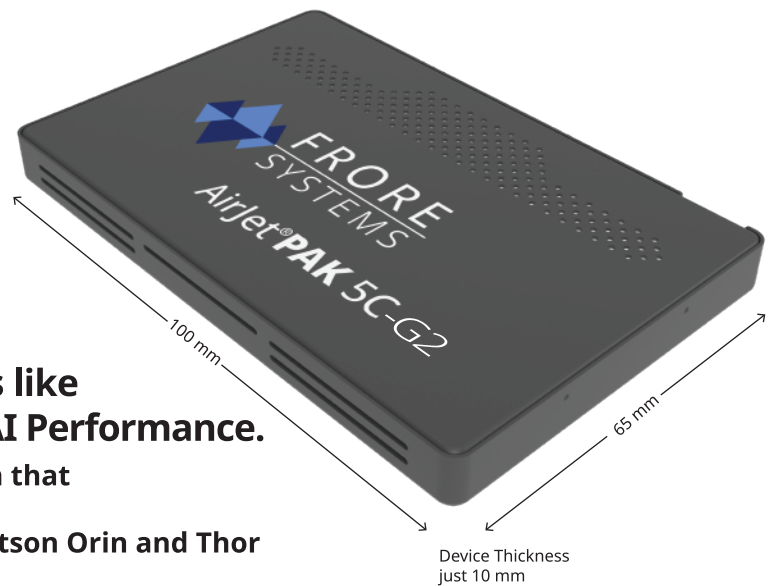 FRORE
SYSTEMS
AirJet®PAK 5C-G2
100 mm
65 mm
like
AI Performance.
that
Orin and Thor
Device Thickness
just 10 mm